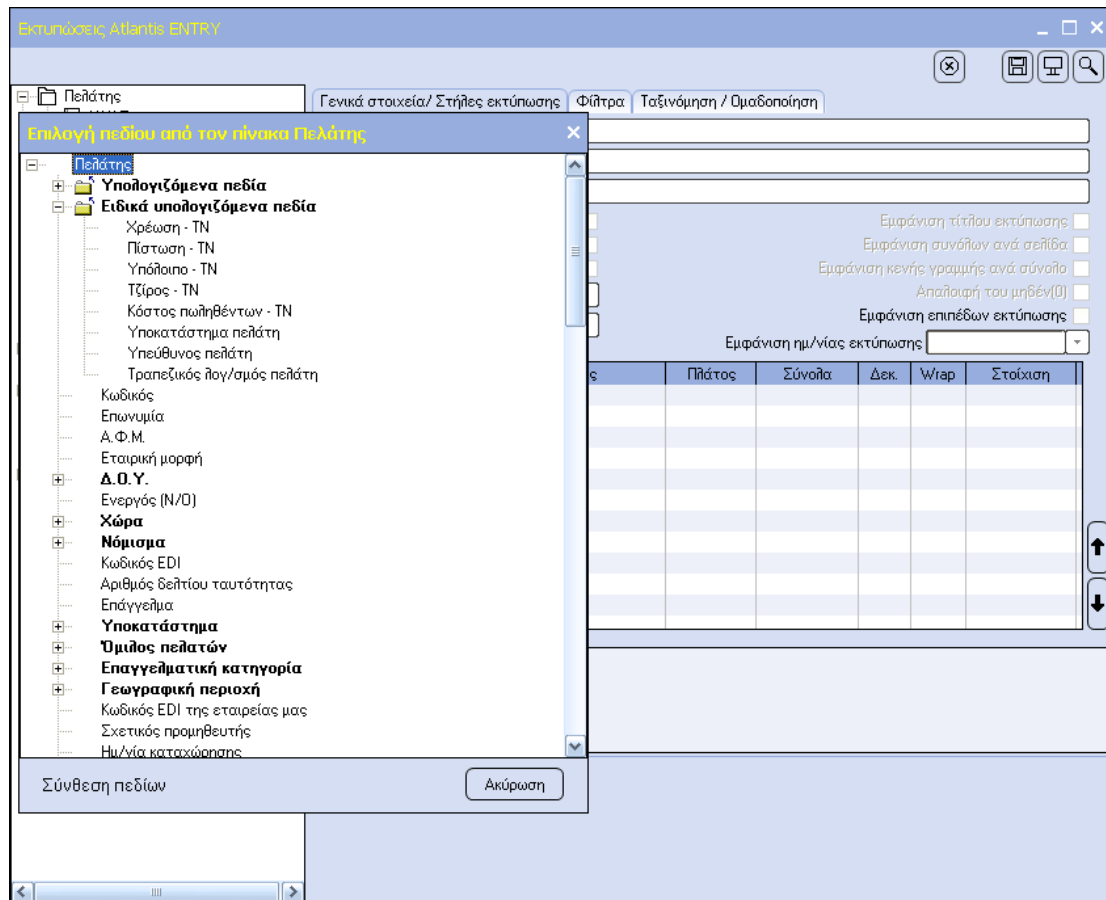 Εκτυπώσεις Atlantis ENTRY
Πελάτης
Γενικά στοιχεία/ Στήλες εκτύπωσης
Φίλτρα
Ταξινόμηση / Ομαδοποίηση
Επιλογή πεδίου από τον πίνακα Πελάτης
Πελάτης
Υπολογιζόμενα πεδία
Ειδικά υπολογιζόμενα πεδία
Χρέωση - ΤΝ
Πίστωση - ΤΝ
Υπόλοιπο - ΤΝ
Τζίρος - ΤΝ
Κόστος πωληθέντων - ΤΝ
Υποκατάστημα πελάτη
Υπεύθυνος πελάτη
Τραπεζικός λογ/σμός πελάτη
Κωδικός
Επωνυμία
Α.Φ.Μ.
Εταιρική μορφή
Δ.Ο.Υ.
Ενεργός (Ν/Ο)
Χώρα
Νόμισμα
Κωδικός EDI
Αριθμός δελτίου ταυτότητας
Επάγγελμα
Υποκατάστημα
Όμιλος πελατών
Επαγγελματική κατηγορία
Γεωγραφική περιοχή
Κωδικός EDI της εταιρείας μας
Σχετικός προμηθευτής
Ημ/νία καταχώρησης
Σύνθεση πεδίων
Ακύρωση
Εμφάνιση τίτλου εκτύπωσης
Εμφάνιση συνόλων ανά σελίδα
Εμφάνιση κενής γραμμής ανά σύνολο
Απαλοιφή του μηδέν(0)
Εμφάνιση επιπέδων εκτύπωσης
Εμφάνιση ημ/νίας εκτύπωσης
ς
Πλάτος
Σύνολα
Δεκ.
Wrap
Στοίχιση